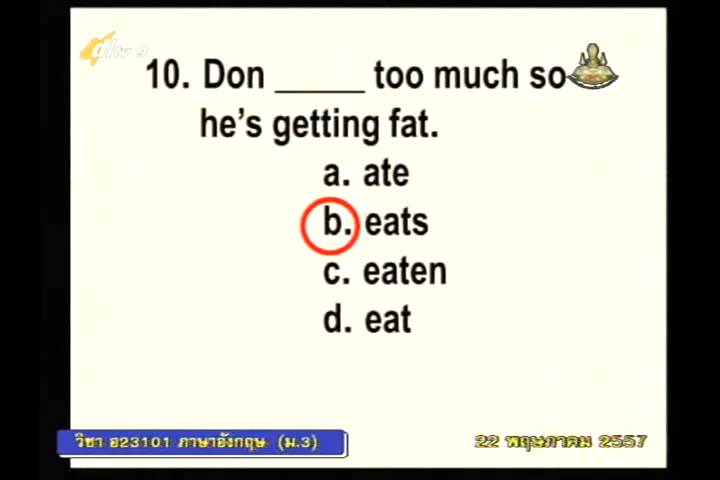 10. Don ______ too much so
he's getting fat.
a. ate
b. eats
c. eaten
d. eat
วิชา อ23101 ภาษาอังกฤษ (ม.3)
22 พฤษภาคม 2557